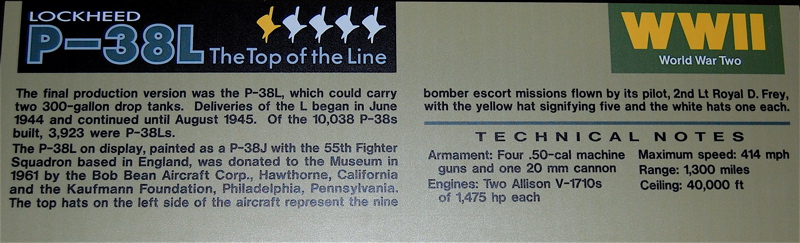 LOCKHEED
P-38L The Top of the Line
WWII
World War Two
The final production version was the P-38L, which could carry
two 300-gallon drop tanks. Deliveries of the L began in June
1944 and continued until August 1945. Of the 10,038 P-38s
built, 3,923 were P-38Ls.
The P-38L on display, painted as a P-38J with the 55th Fighter
Squadron based in England, was donated to the Museum in
1961 by the Bob Bean Aircraft Corp., Hawthorne, California
and the Kaufmann Foundation, Philadelphia, Pennsylvania.
The top hats on the left side of the aircraft represent the nine
bomber escort missions flown by its pilot, 2nd Lt Royal D. Frey,
with the yellow hat signifying five and the white hats one each.
TECHNICAL NOTES
Armament: Four .50-cal machine
guns and one 20 mm cannon
Engines: Two Allison V-1710s
of 1,475 hp each
Maximum speed: 414 mph
Range: 1,300 miles
Ceiling: 40,000 ft